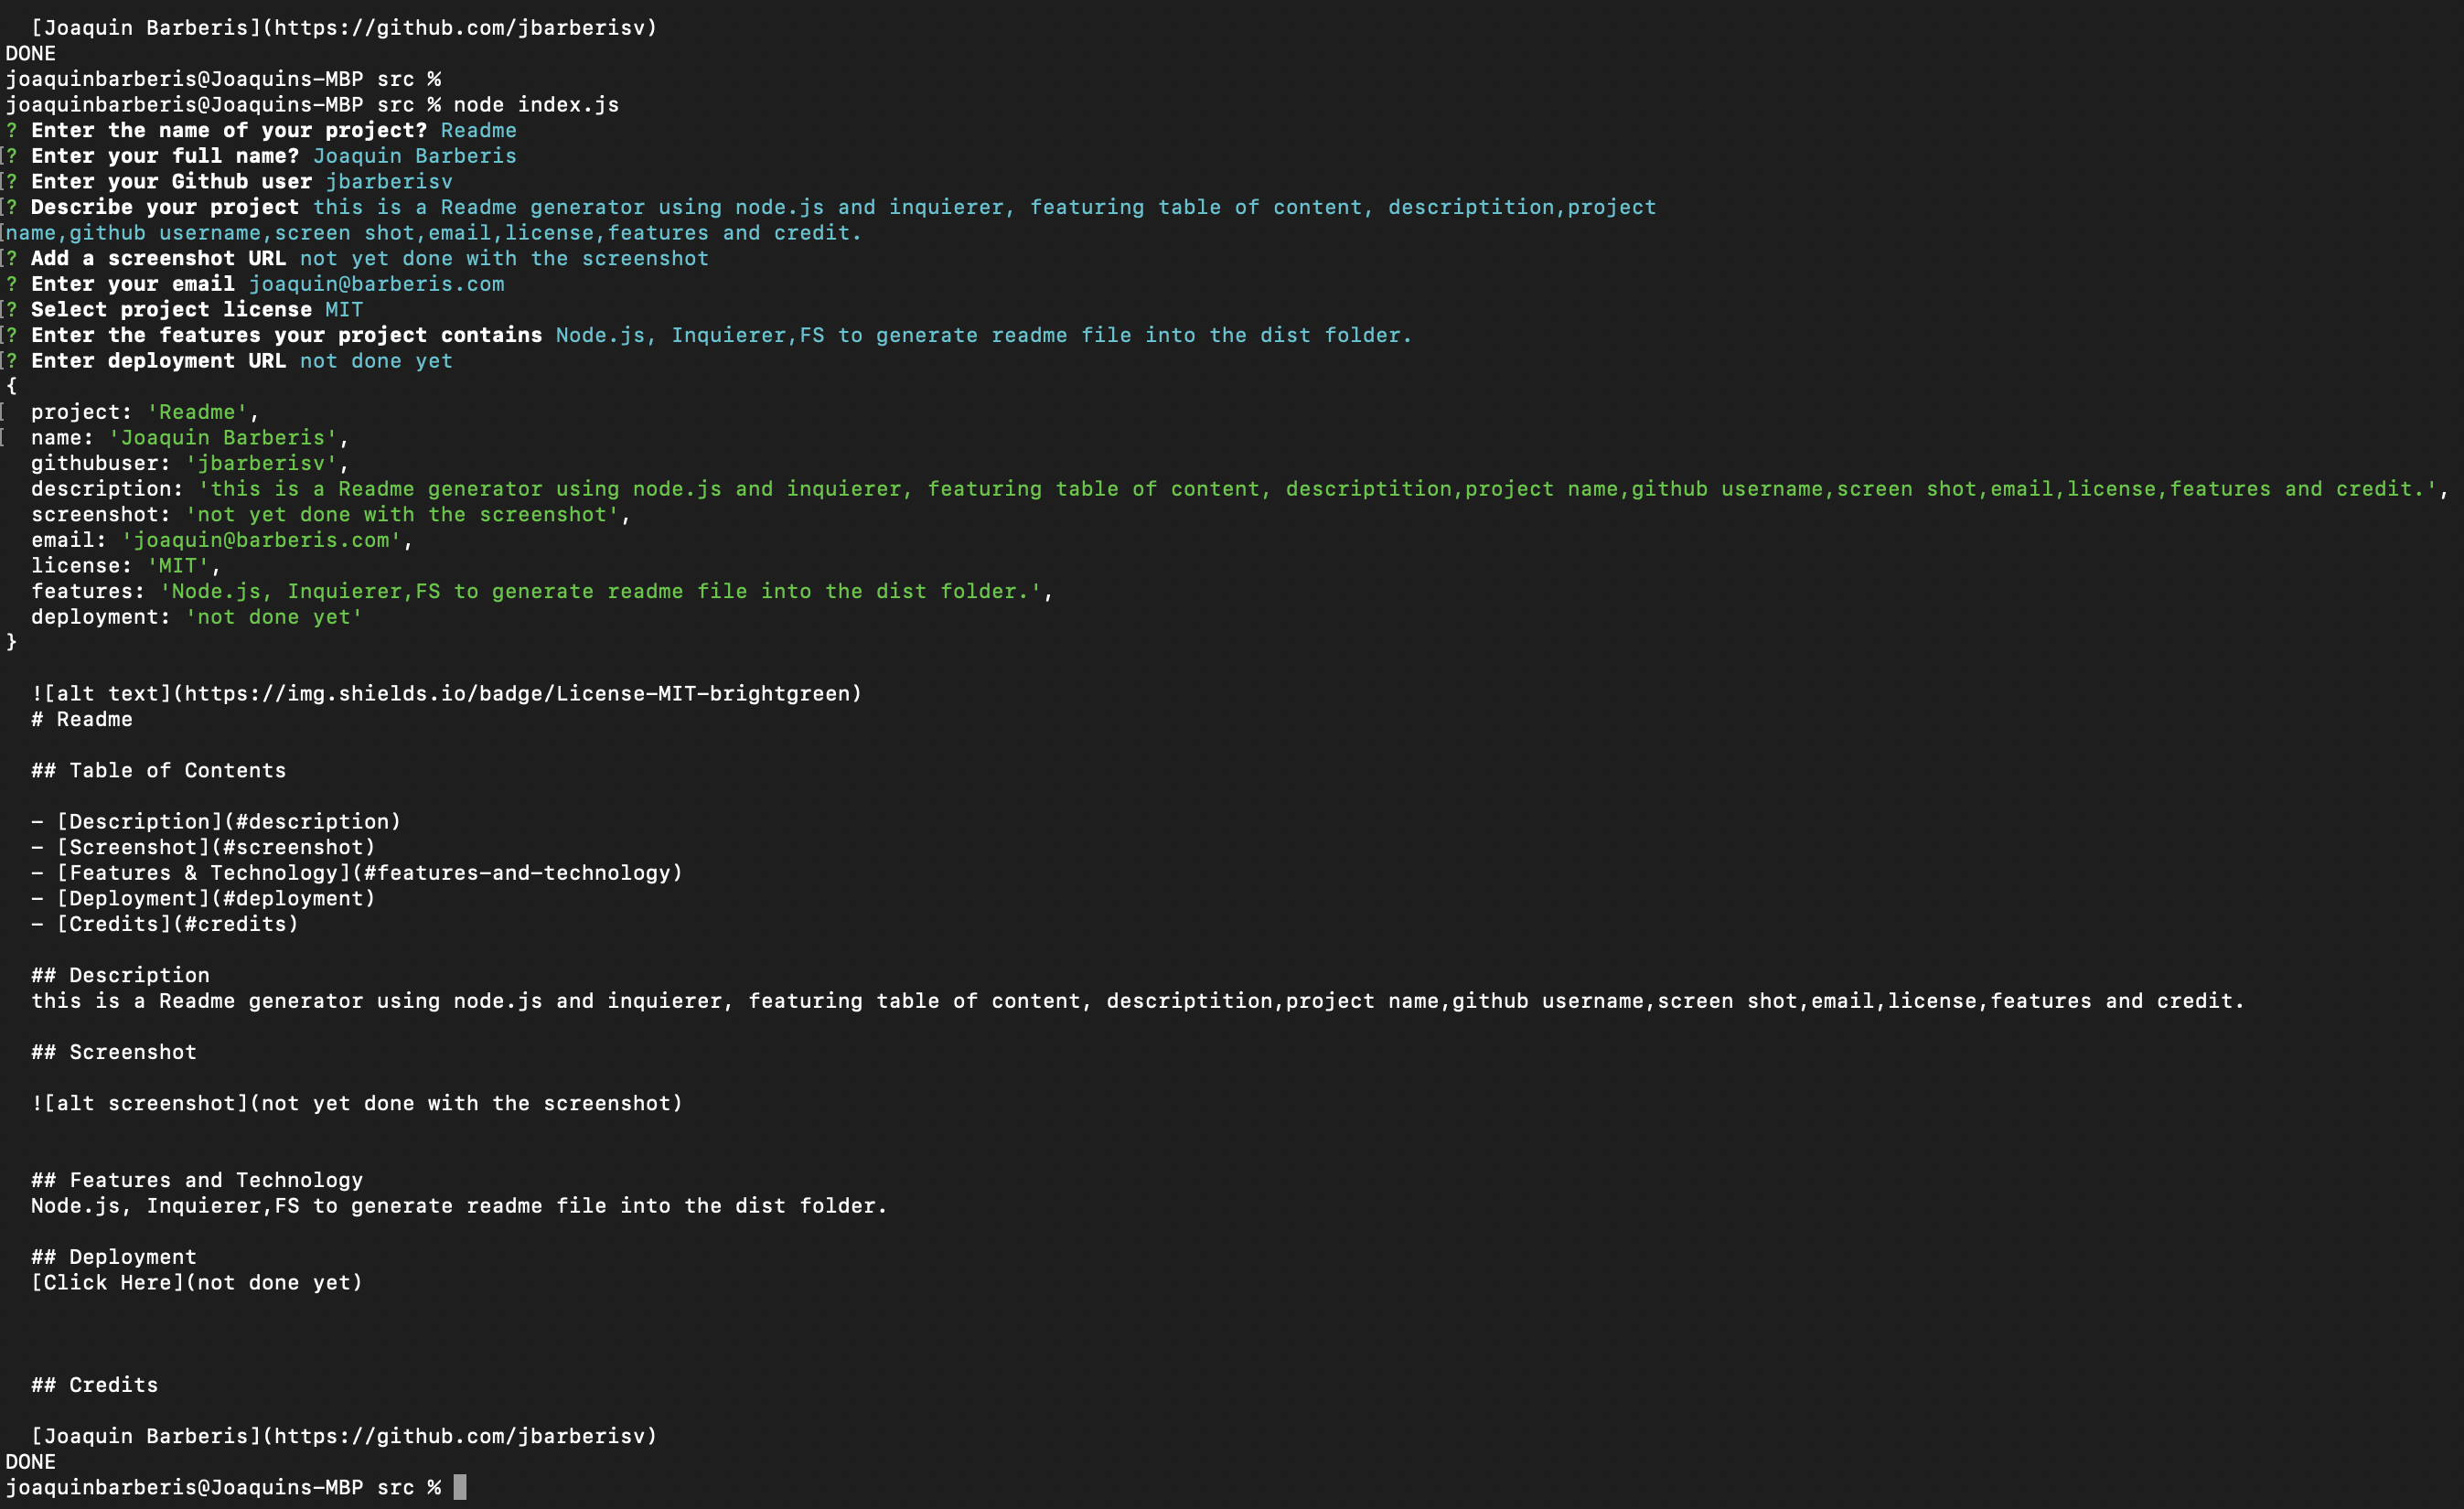 [Joaquin Barberis](https://github.com/jbarberisv)
DONE
joaquinbarberis@Joaquins-MBP src %
joaquinbarberis@Joaquins-MBP src % node index.js
? Enter the name of your project? Readme
[? Enter your full name? Joaquin Barberis
[? Enter your Github user jbarberisv
[? Describe your project this is a Readme generator using node.js and inquierer, featuring table of content, descriptition,project
[name,github username,screen shot,email,license,features and credit.
[? Add a screenshot URL not yet done with the screenshot
? Enter your email joaquin@barberis.com
[? Select project license MIT
[? Enter the features your project contains Node.js, Inquierer,FS to generate readme file into the dist folder.
[? Enter deployment URL not done yet
{
[ project: 'Readme',
[ name: 'Joaquin Barberis',
githubuser: 'jbarberisv',
description: 'this is a Readme generator using node.js and inquierer, featuring table of content, descriptition,project name,github username,screen shot,email,license,features and credit.',
screenshot: 'not yet done with the screenshot',
email: 'joaquin@barberis.com',
license: 'MIT',
features: 'Node.js, Inquierer,FS to generate readme file into the dist folder.',
deployment: 'not done yet'
}
![alt text](https://img.shields.io/badge/License-MIT-brightgreen)
# Readme
## Table of Contents
- [Description](#description)
- [Screenshot](#screenshot)
- [Features & Technology](#features-and-technology)
- [Deployment](#deployment)
- [Credits](#credits)
## Description
this is a Readme generator using node.js and inquierer, featuring table of content, descriptition,project name,github username,screen shot,email,license,features and credit.
## Screenshot
![alt screenshot](not yet done with the screenshot)
## Features and Technology
Node.js, Inquierer,FS to generate readme file into the dist folder.
## Deployment
[Click Here](not done yet)
## Credits
[Joaquin Barberis](https://github.com/jbarberisv)
DONE
joaquinbarberis@Joaquins-MBP src %